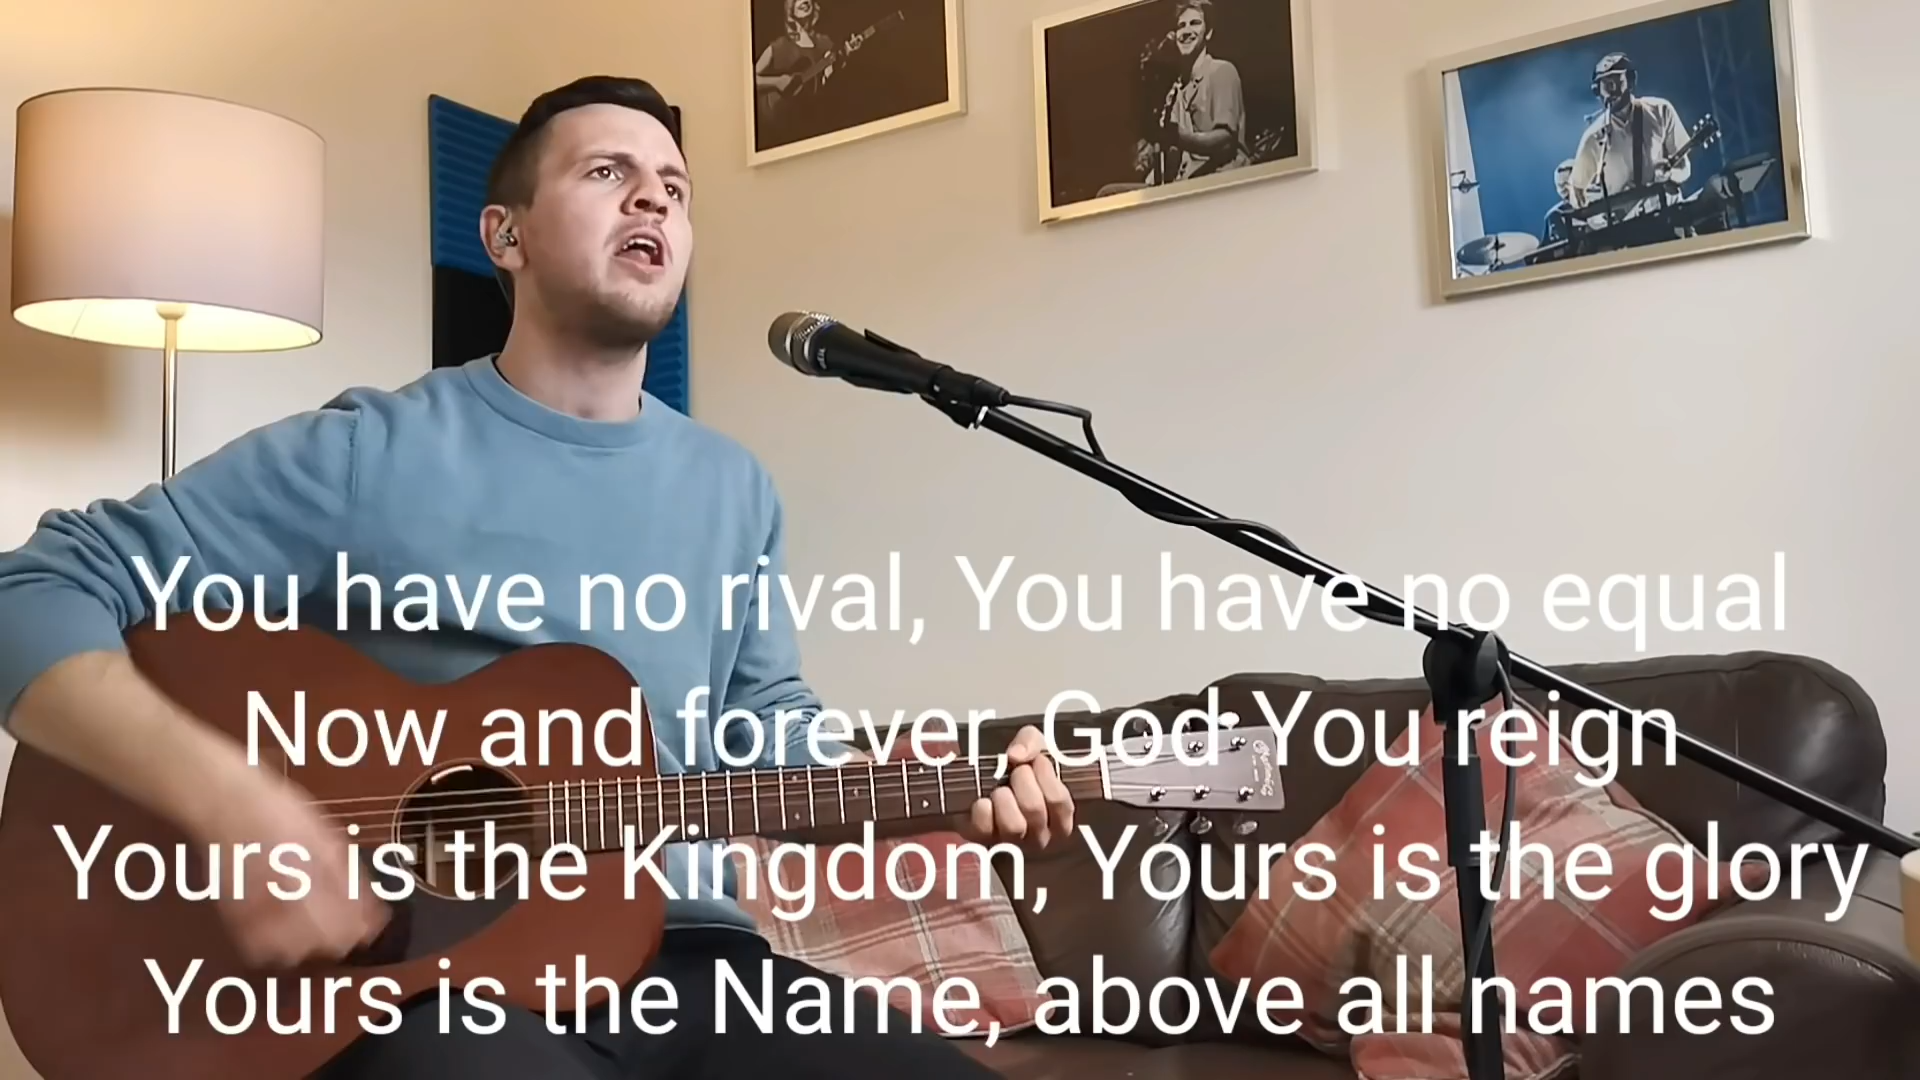 You have no rival, You have no equal
Now and forever, God You reign
Yours is the Kingdom, Yours is the glory
Yours is the Name, above all names